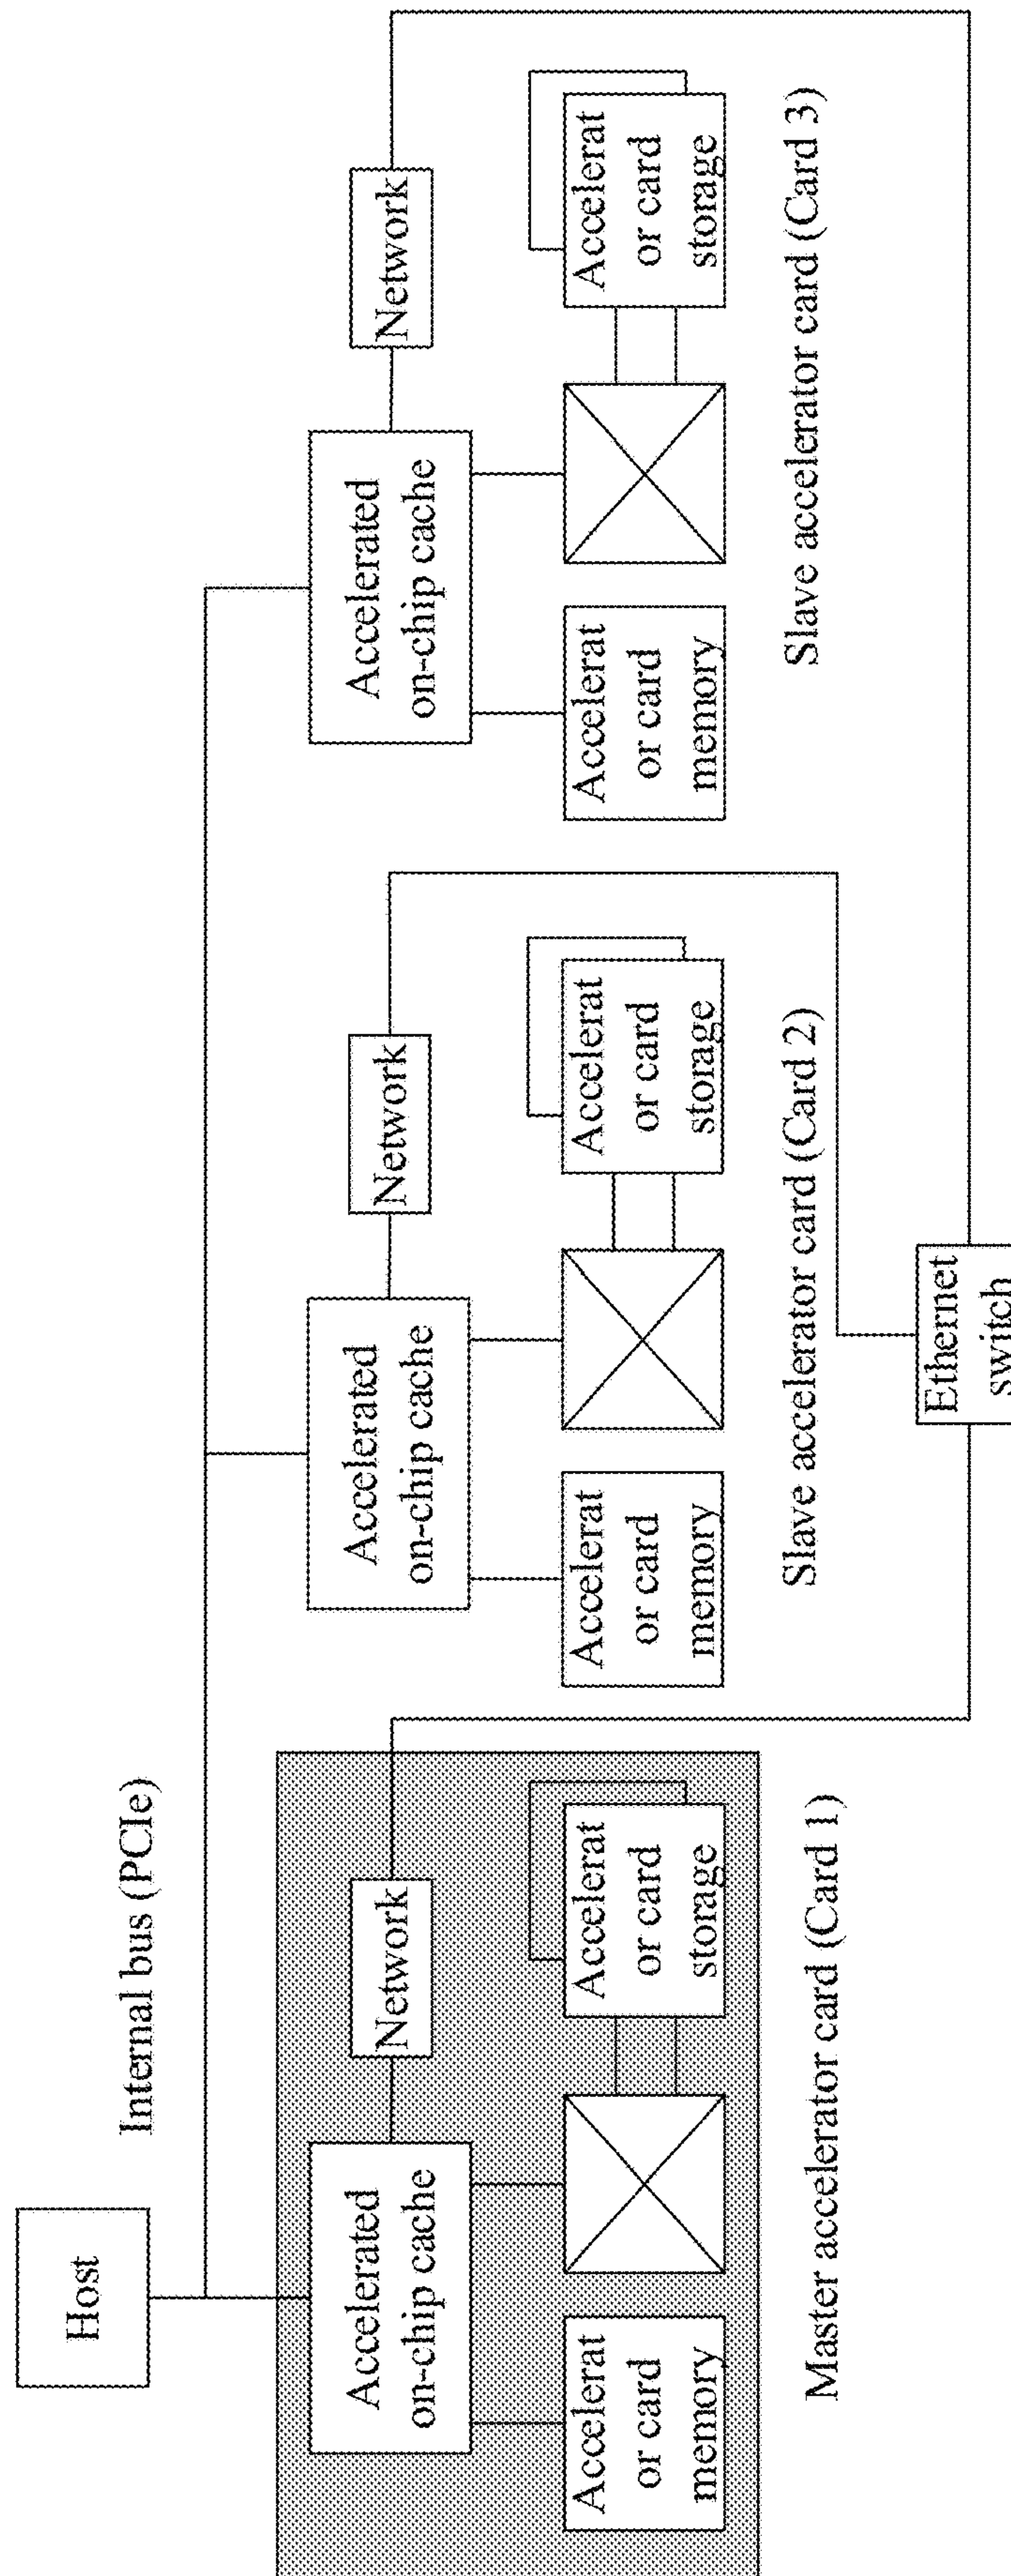 Host
Internal bus (PCIe)
Accelerated
on-chip cache
Network
Accelerat
or card
memory
Accelerat
or card
storage
Master accelerator card (Card 1)
Accelerated
on-chip cache
Network
Accelerat
or card
memory
Accelerat
or card
storage
Slave accelerator card (Card 2)
Accelerated
on-chip cache
Network
Accelerat
or card
memory
Accelerat
or card
storage
Slave accelerator card (Card 3)
Ethernet
switch